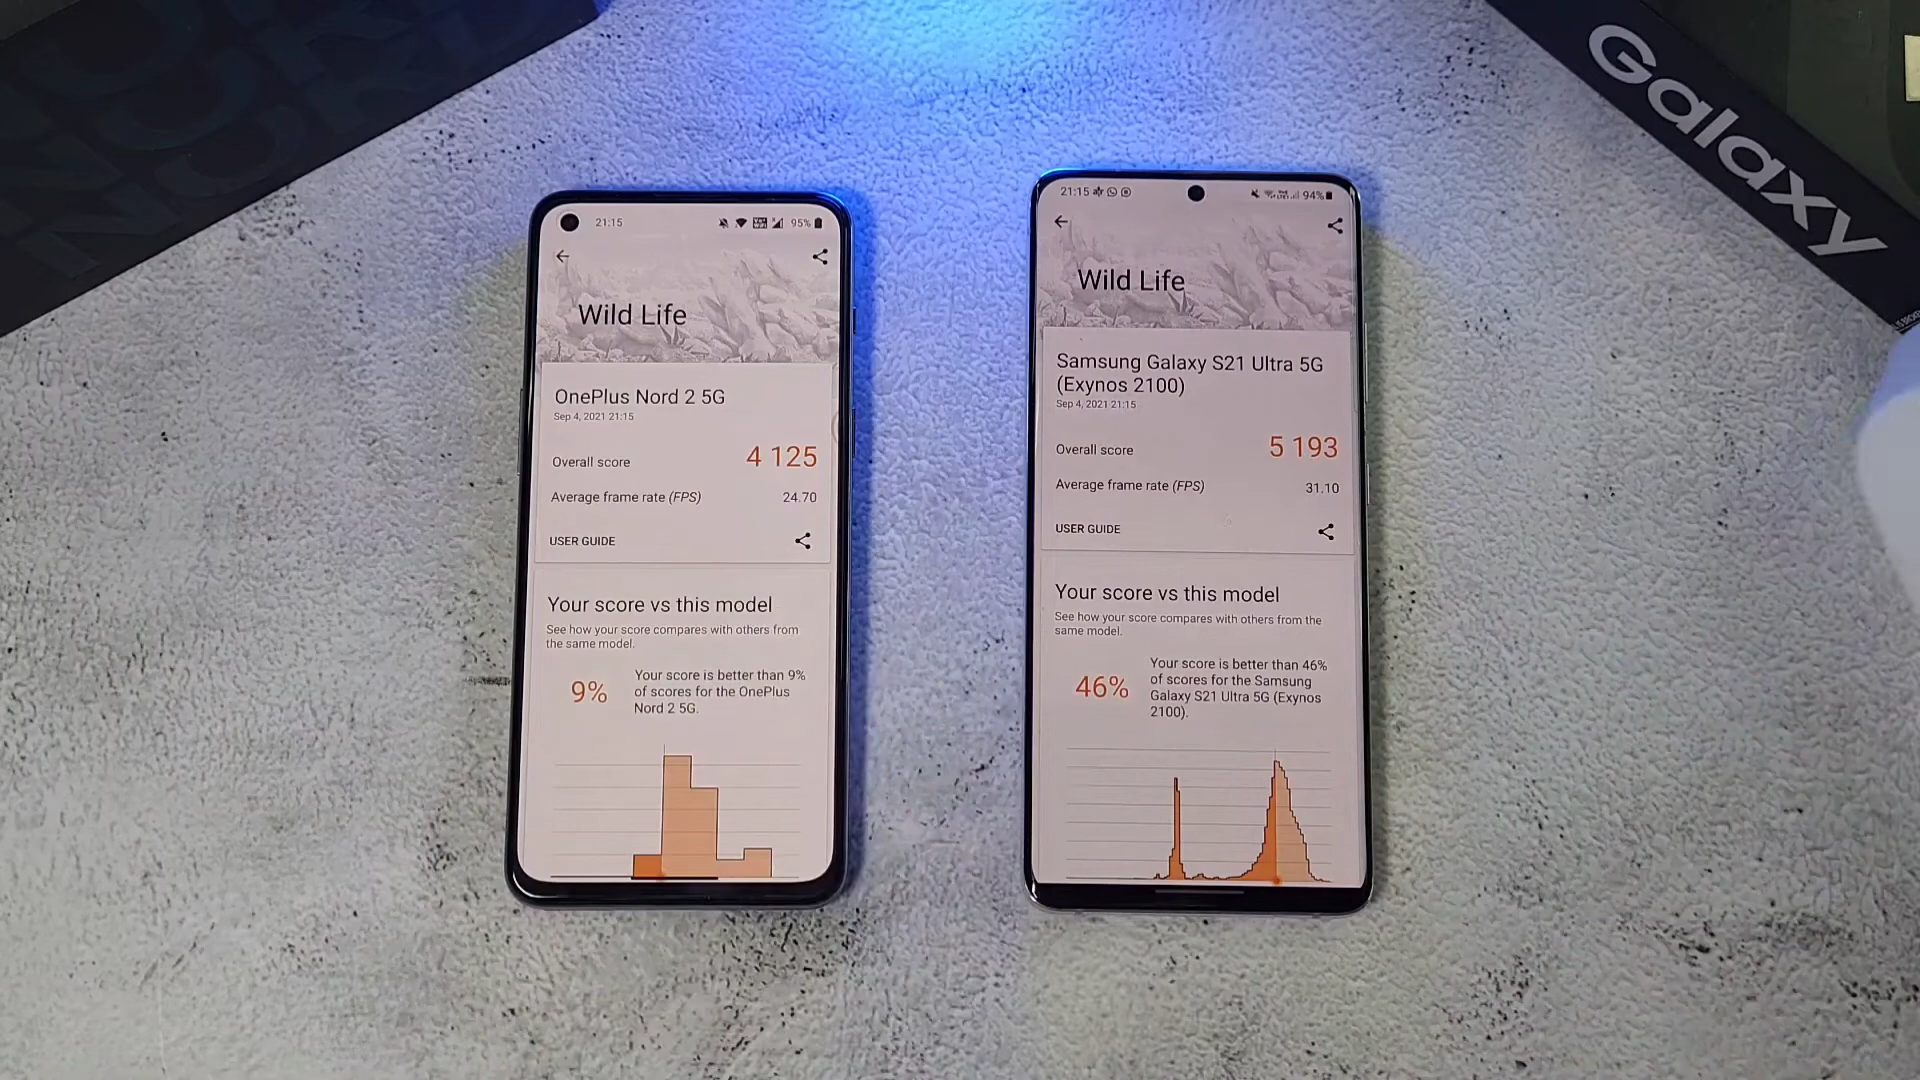 Galaxy
21:15
95%
Wild Life
OnePlus Nord 2 5G
Sep 4, 2021 21:15
Overall score
4 125
Average frame rate (FPS)
24.70
USER GUIDE
Your score vs this model
See how your score compares with others from
the same model.
9%
Your score is better than 9%
of scores for the OnePlus
Nord 2 5G.
21:15
94%
Wild Life
Samsung Galaxy S21 Ultra 5G
(Exynos 2100)
Sep 4, 2021 21:15
Overall score
5 193
Average frame rate (FPS)
31.10
USER GUIDE
Your score vs this model
See how your score compares with others from the
same model.
46%
Your score is better than 46%
of scores for the Samsung
Galaxy S21 Ultra 5G (Exynos
2100).